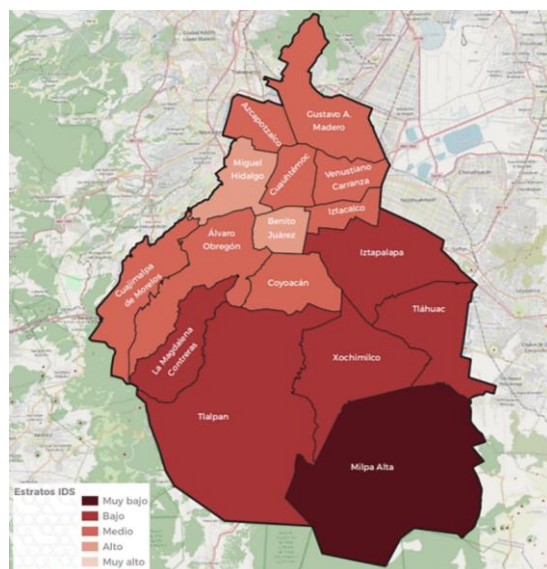 Azcapotzalco
Gustavo A.
Madero
Miguel
Hidalgo
Cuauhtémoc
Venustiano
Carranza
Iztacalco
Benito
Juárez
Álvaro
Obregón
Iztapalapa
Cuajimalpa
de Morelos
Coyoacán
Tláhuac
La Magdalena
Contreras
Xochimilco
Tlalpan
Milpa Alta
Estratos IDS
Muy bajo
Bajo
Medio
Alto
Muy alto